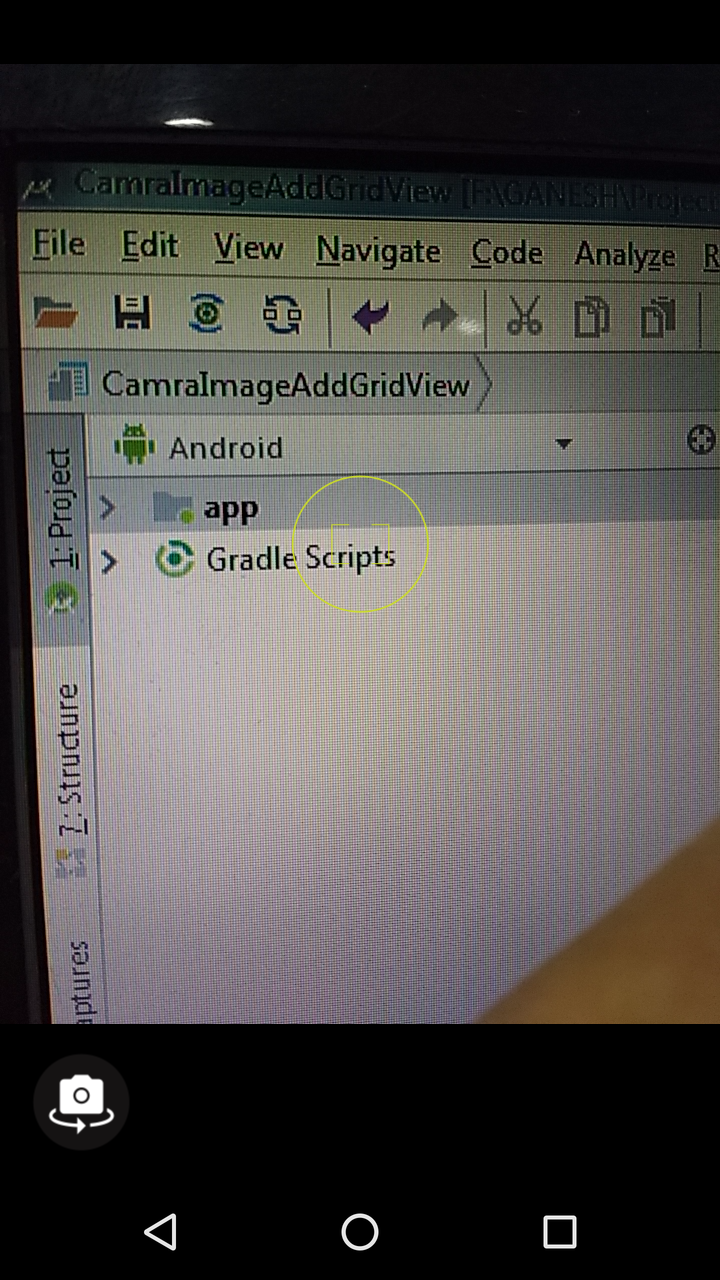 CamraImageAddGridView [F:\GANESH\Project
File Edit View Navigate Code Analyze R
CamraImageAddGridView
Android
app
Gradle Scripts
1: Project
7: Structure
aptures